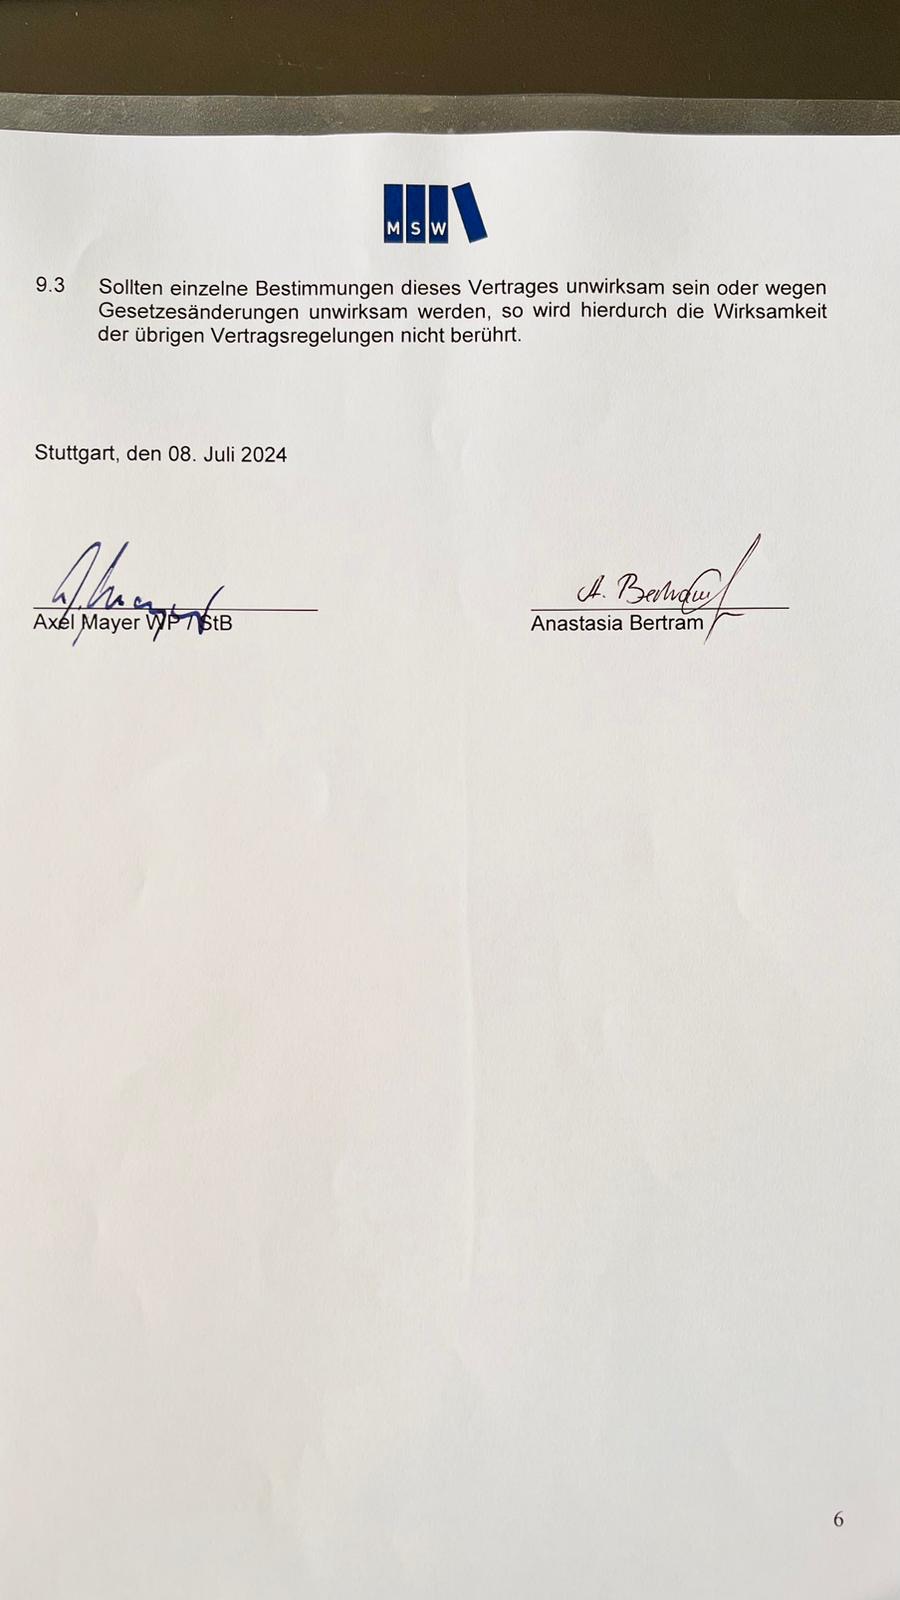 MSW
9.3 Sollten einzelne Bestimmungen dieses Vertrages unwirksam sein oder wegen
Gesetzesänderungen unwirksam werden, so wird hierdurch die Wirksamkeit
der übrigen Vertragsregelungen nicht berührt.
Stuttgart, den 08. Juli 2024
A. Mayer
A. Bertram
Axel Mayer WP / StB
Anastasia Bertram
6